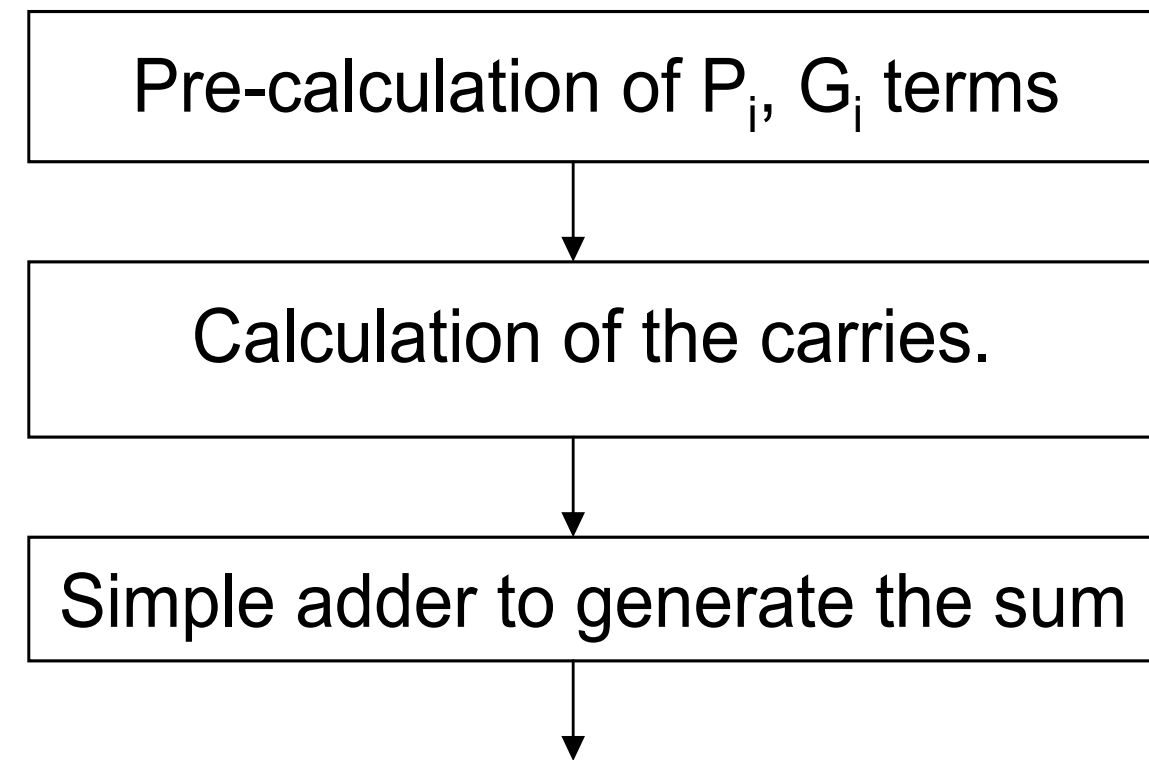 Pre-calculation of Pᵢ, Gᵢ terms
Calculation of the carries.
Simple adder to generate the sum